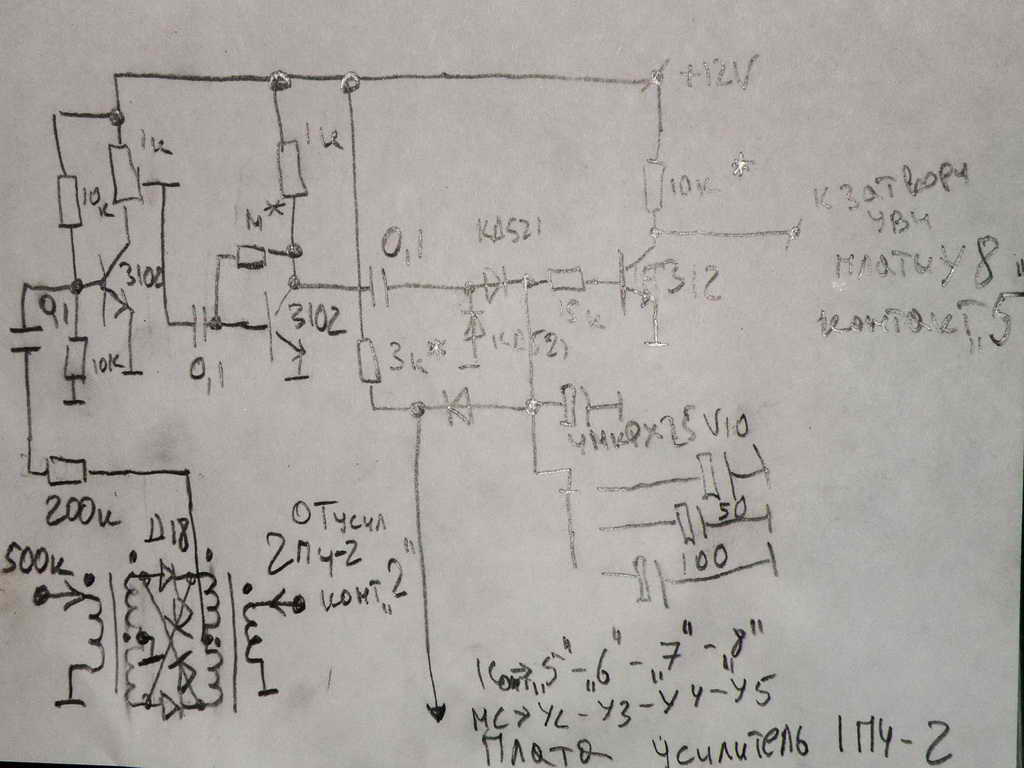 +12V
1к
1к
10к
10к *
к затвору
УВЧ
платы У8
контакт „5"
М*
0,1
КД521
3102
3102
312
15к
0,1
10к
0,1
3к*
КД521
4мкФ х 25V
10
200к
50
100
500к
Д18
От усил
2ПЧ-2
конт „2"
Конт→„5"-„6"-„7"-„8"
МС→УС-У3-У4-У5
Плата усилитель 1ПЧ-2